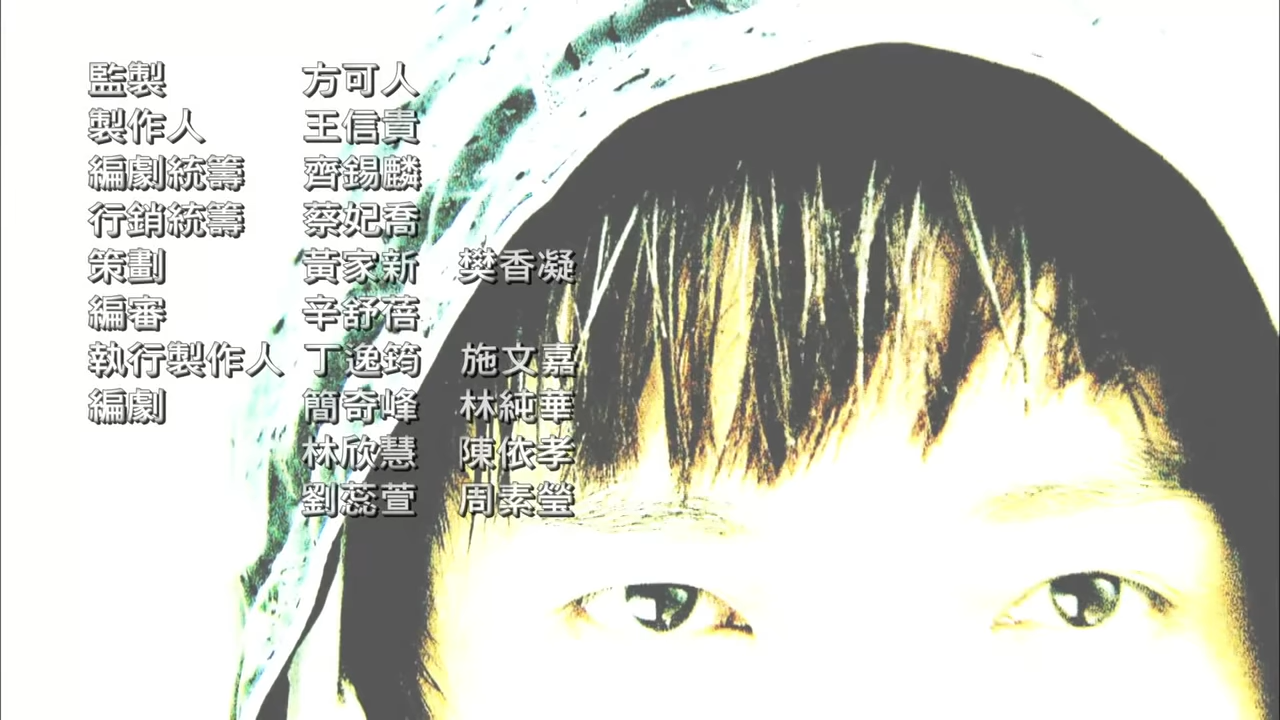 監製 方可人
製作人 王信貴
編劇統籌 齊錫麟
行銷統籌 蔡妃喬
策劃 黃家新 樊香凝
編審 辛舒蓓
執行製作人 丁逸筠 施文嘉
編劇 簡奇峰 林純華
林欣慧 陳依孝
劉蕊萱 周素瑩